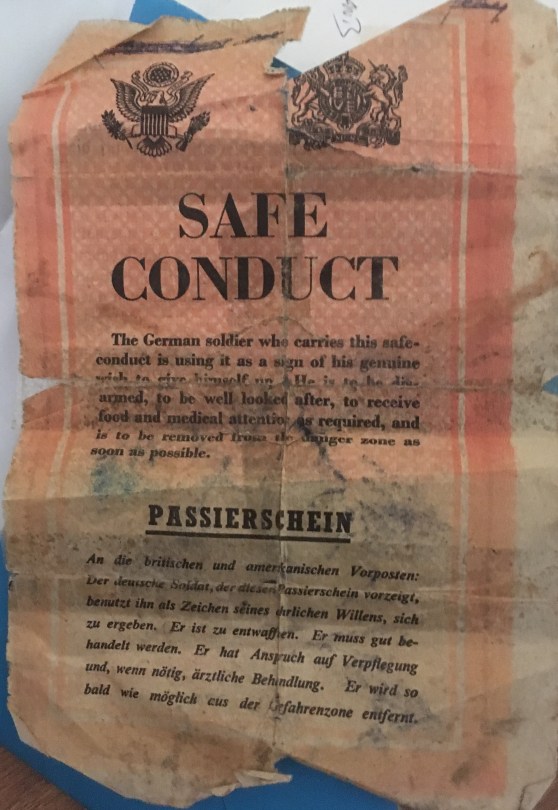 SAFE
CONDUCT
The German soldier who carries this safe-
conduct is using it as a sign of his genuine
wish to give himself up. He is to be dis-
armed, to be well looked after, to receive
food and medical attention as required, and
is to be removed from the danger zone as
soon as possible.
PASSIERSCHEIN
An die britischen und amerikanischen Vorposten:
Der deutsche Soldat, der diesen Passierschein vorzeigt,
benutzt ihn als Zeichen seines ehrlichen Willens, sich
zu ergeben. Er ist zu entwaffnen. Er muss gut be-
handelt werden. Er hat Anspruch auf Verpflegung
und, wenn nötig, ärztliche Behandlung. Er wird so
bald wie möglich aus der Gefahrenzone entfernt.